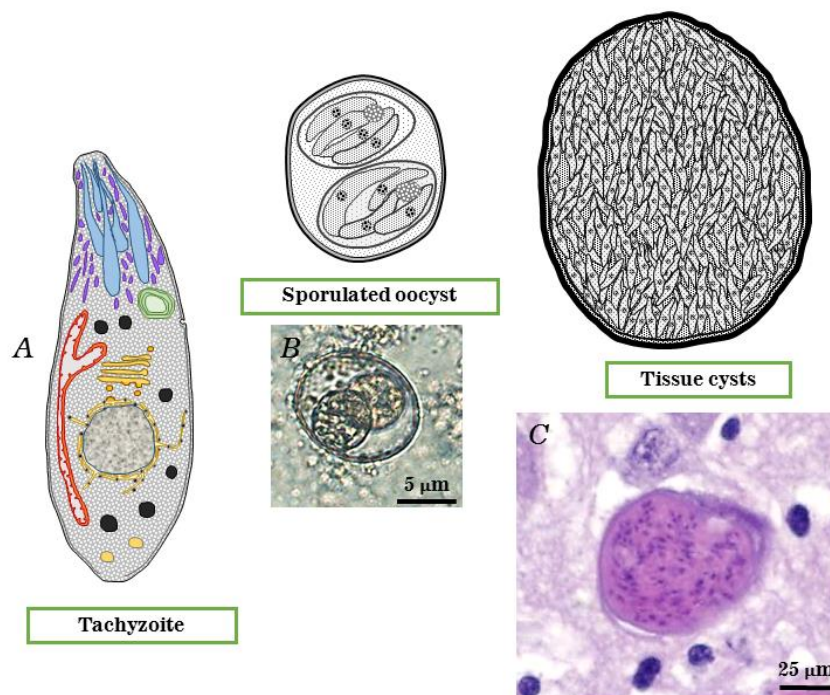 Sporulated oocyst
A
B
5 μm
Tissue cysts
C
25 μm
Tachyzoite